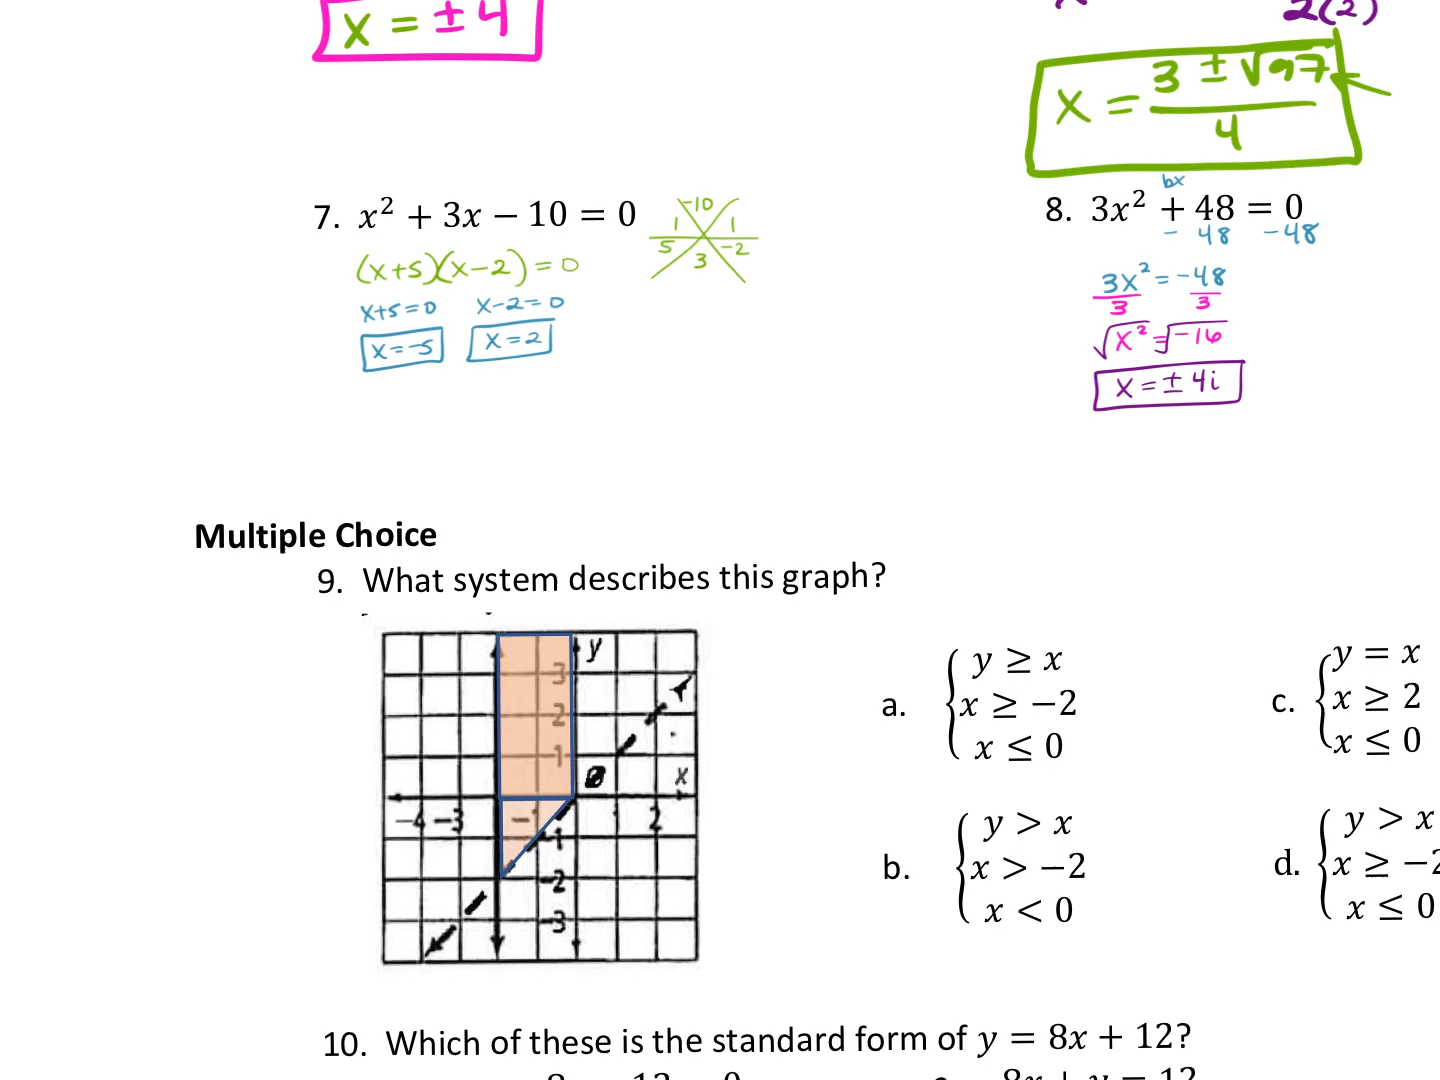 x = ±4
2(2)
x = 3 ± √97
4
7. x² + 3x − 10 = 0
-10
1 1
5 -2
3
(x+5)(x-2) = 0
x+5=0 x-2=0
x=-5 x=2
bx
8. 3x² + 48 = 0
- 48 -48
3x² = -48
3 3
√x² = √-16
x = ± 4i
Multiple Choice
9. What system describes this graph?
y
3
2
1
x
−4 −3 2
−1
−2
−3
a. { y ≥ x
x ≥ −2
x ≤ 0
b. { y > x
x > −2
x < 0
c. { y = x
x ≥ 2
x ≤ 0
d. { y > x
x ≥ −2
x ≤ 0
10. Which of these is the standard form of y = 8x + 12?